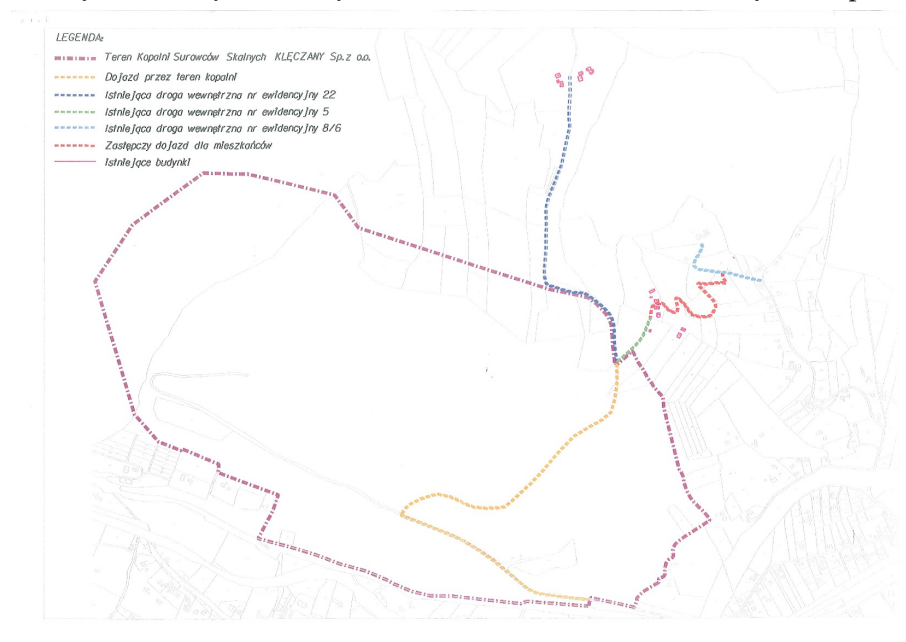 LEGENDA:
Teren Kopalni Surowców Skalnych KLĘCZANY Sp.z o.o.
Dojazd przez teren kopalni
Istniejąca droga wewnętrzna nr ewidencyjny 22
Istniejąca droga wewnętrzna nr ewidencyjny 5
Istniejąca droga wewnętrzna nr ewidencyjny 8/6
Zastępczy dojazd dla mieszkańców
Istniejące budynki